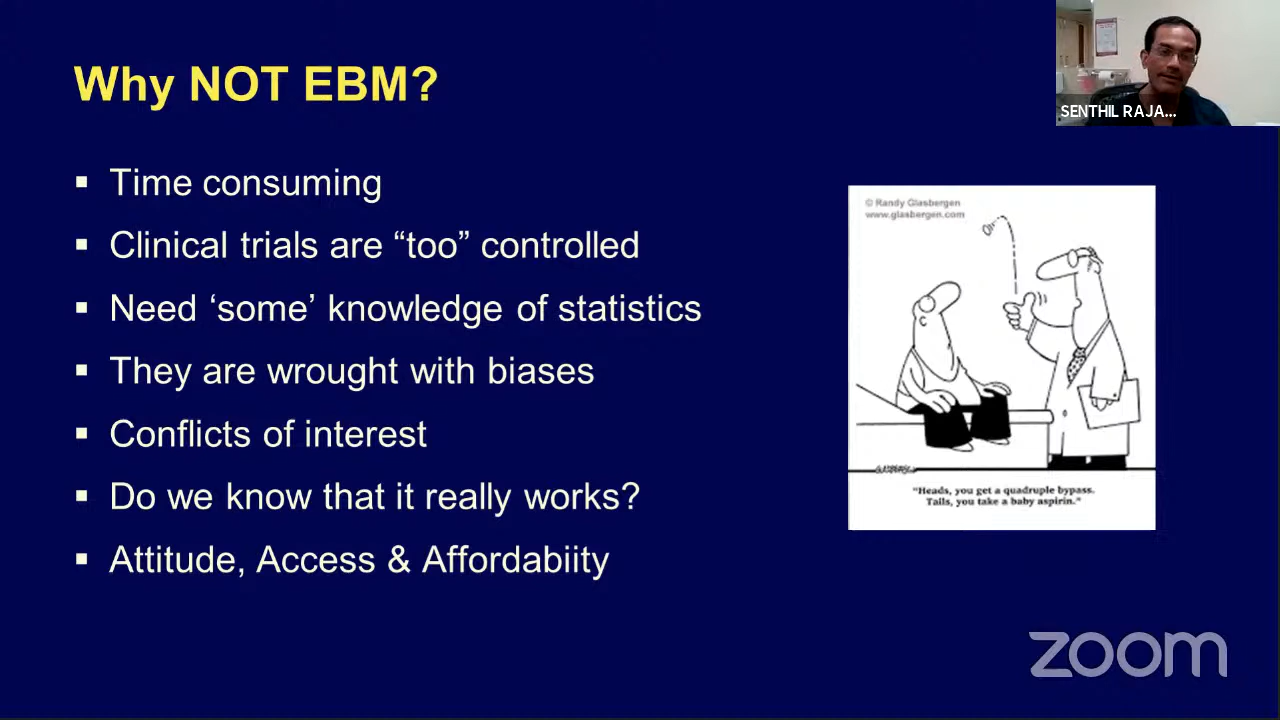 Why NOT EBM?
SENTHIL RAJA...
▪ Time consuming
▪ Clinical trials are “too” controlled
▪ Need ‘some’ knowledge of statistics
▪ They are wrought with biases
▪ Conflicts of interest
▪ Do we know that it really works?
▪ Attitude, Access & Affordabiity
© Randy Glasbergen
www.glasbergen.com
"Heads, you get a quadruple bypass.
Tails, you take a baby aspirin."
zoom